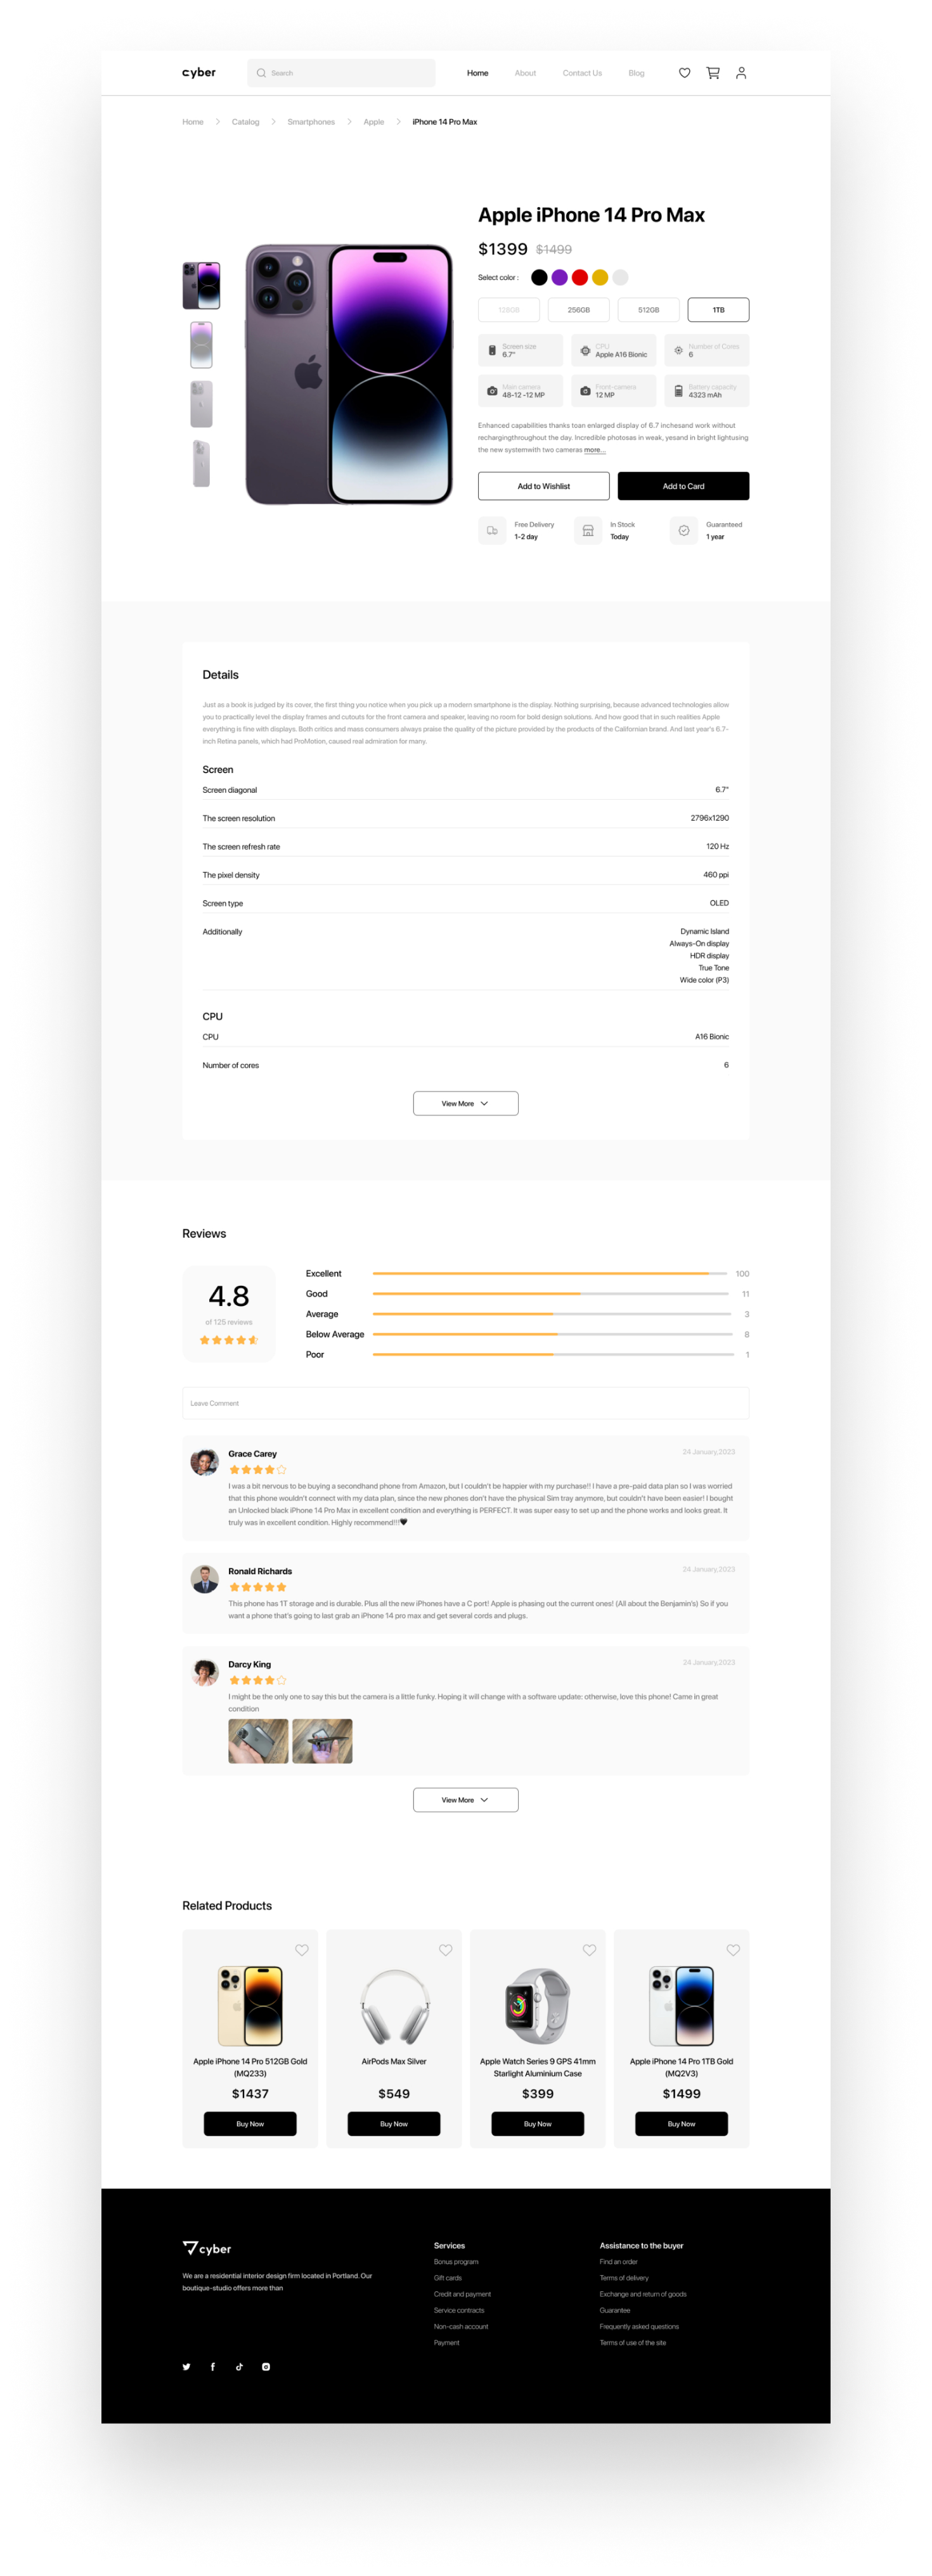 cyber
Search
Home
About
Contact Us
Blog
Home
Catalog
Smartphones
Apple
iPhone 14 Pro Max
Apple iPhone 14 Pro Max
$1399 $1499
Select color :
128GB
256GB
512GB
1TB
Screen size
6.7"
CPU
Apple A16 Bionic
Number of Cores
6
Main camera
48-12 -12 MP
Front-camera
12 MP
Battery capacity
4323 mAh
Enhanced capabilities thanks toan enlarged display of 6.7 inchesand work without
rechargingthroughout the day. Incredible photosas in weak, yesand in bright lightusing
the new systemwith two cameras more...
Add to Wishlist
Add to Card
Free Delivery
1-2 day
In Stock
Today
Guaranteed
1 year
Details
Just as a book is judged by its cover, the first thing you notice when you pick up a modern smartphone is the display. Nothing surprising, because advanced technologies allow
you to practically level the display frames and cutouts for the front camera and speaker, leaving no room for bold design solutions. And how good that in such realities Apple
everything is fine with displays. Both critics and mass consumers always praise the quality of the picture provided by the products of the Californian brand. And last year's 6.7-
inch Retina panels, which had ProMotion, caused real admiration for many.
Screen
Screen diagonal
6.7"
The screen resolution
2796x1290
The screen refresh rate
120 Hz
The pixel density
460 ppi
Screen type
OLED
Additionally
Dynamic Island
Always-On display
HDR display
True Tone
Wide color (P3)
CPU
CPU
A16 Bionic
Number of cores
6
View More
Reviews
4.8
of 125 reviews
Excellent
100
Good
11
Average
3
Below Average
8
Poor
1
Leave Comment
Grace Carey
24 January,2023
I was a bit nervous to be buying a secondhand phone from Amazon, but I couldn't be happier with my purchase!! I have a pre-paid data plan so I was worried
that this phone wouldn't connect with my data plan, since the new phones don't have the physical Sim tray anymore, but couldn't have been easier! I bought
an Unlocked black iPhone 14 Pro Max in excellent condition and everything is PERFECT. It was super easy to set up and the phone works and looks great. It
truly was in excellent condition. Highly recommend!!!🖤
Ronald Richards
24 January,2023
This phone has 1T storage and is durable. Plus all the new iPhones have a C port! Apple is phasing out the current ones! (All about the Benjamin's) So if you
want a phone that's going to last grab an iPhone 14 pro max and get several cords and plugs.
Darcy King
24 January,2023
I might be the only one to say this but the camera is a little funky. Hoping it will change with a software update: otherwise, love this phone! Came in great
condition
View More
Related Products
Apple iPhone 14 Pro 512GB Gold
(MQ233)
$1437
Buy Now
AirPods Max Silver
$549
Buy Now
Apple Watch Series 9 GPS 41mm
Starlight Aluminium Case
$399
Buy Now
Apple iPhone 14 Pro 1TB Gold
(MQ2V3)
$1499
Buy Now
cyber
We are a residential interior design firm located in Portland. Our
boutique-studio offers more than
Services
Bonus program
Gift cards
Credit and payment
Service contracts
Non-cash account
Payment
Assistance to the buyer
Find an order
Terms of delivery
Exchange and return of goods
Guarantee
Frequently asked questions
Terms of use of the site